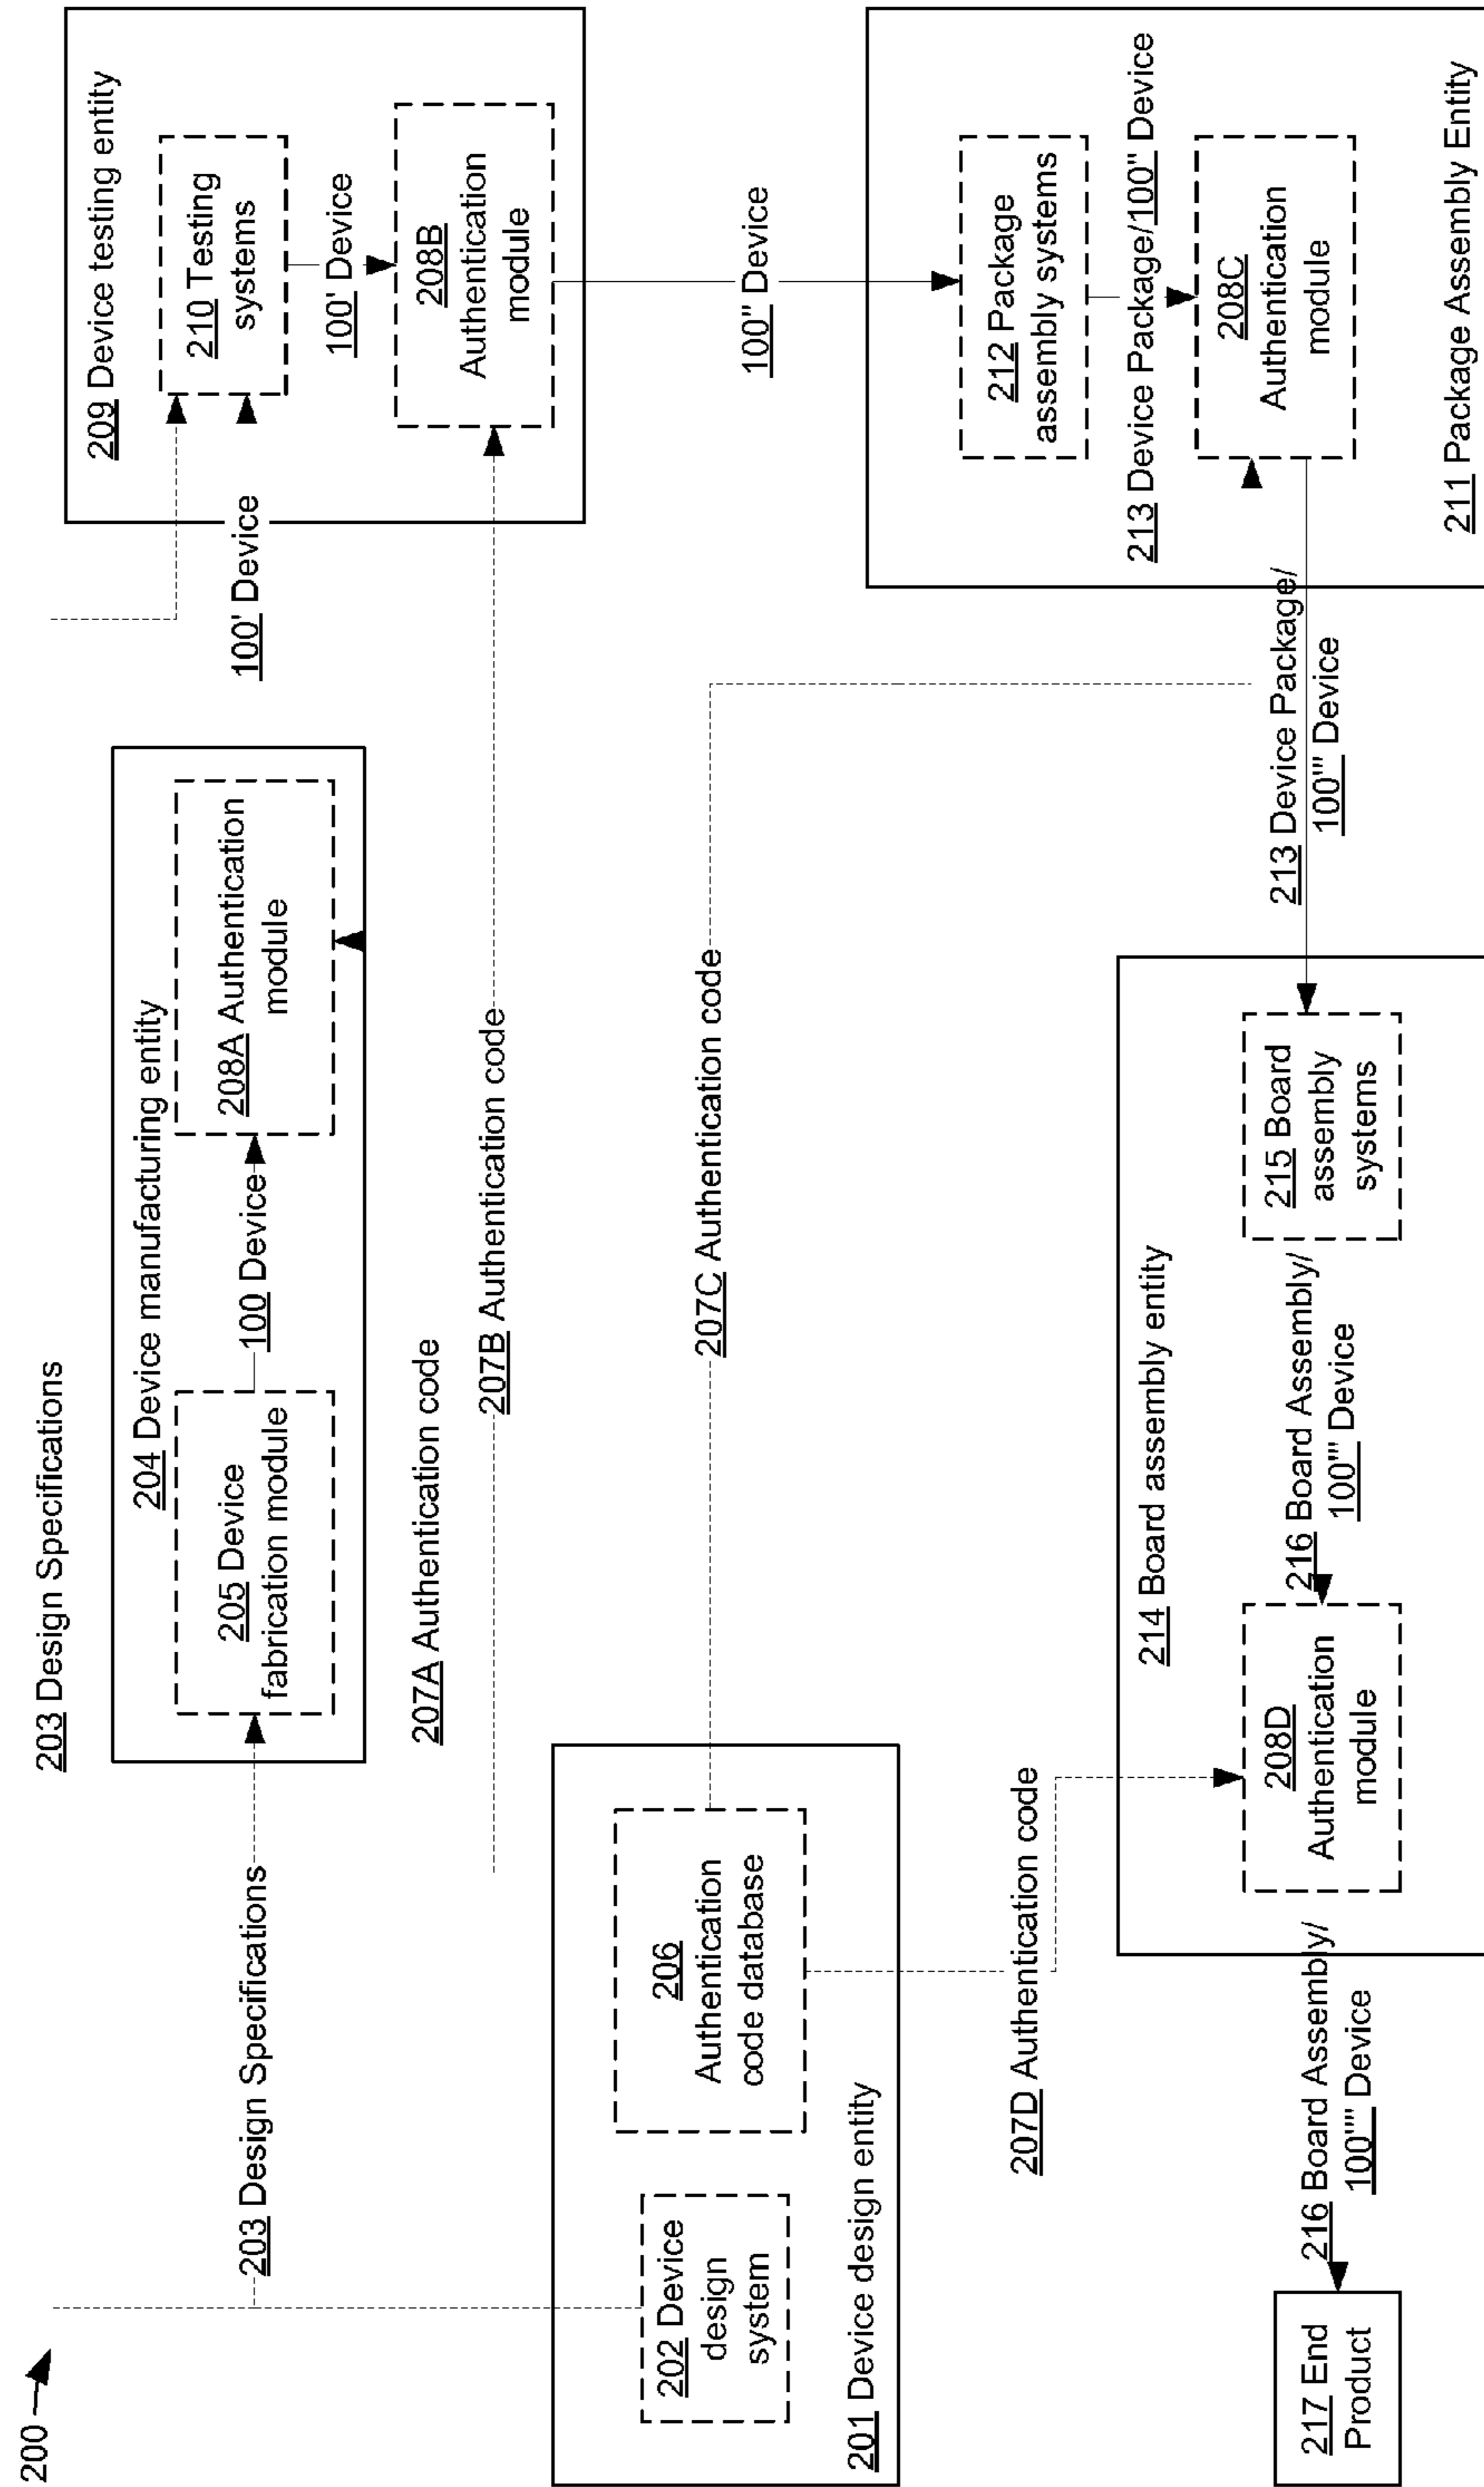 200
203 Design Specifications
203 Design Specifications
204 Device manufacturing entity
205 Device
fabrication module
100 Device
208A Authentication
module
100' Device
209 Device testing entity
210 Testing
systems
100' Device
208B
Authentication
module
207A Authentication code
207B Authentication code
207C Authentication code
100" Device
201 Device design entity
202 Device
design
system
206
Authentication
code database
207D Authentication code
211 Package Assembly Entity
212 Package
assembly systems
213 Device Package/100" Device
208C
Authentication
module
213 Device Package/
100''' Device
214 Board assembly entity
215 Board
assembly
systems
216 Board Assembly/
100''' Device
208D
Authentication
module
216 Board Assembly/
100'''' Device
217 End
Product